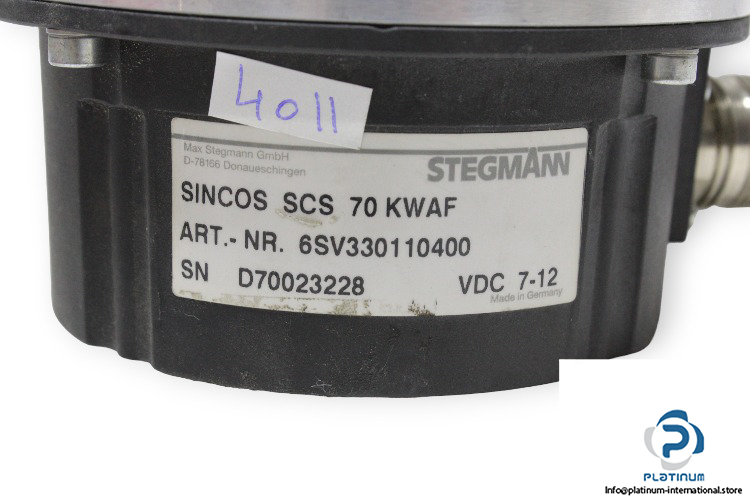 4011
Max Stegmann GmbH
D-78166 Donaueschingen
STEGMANN
SINCOS SCS 70 KWAF
ART.- NR. 6SV330110400
SN D70023228 VDC 7-12
Made in Germany
PLATINUM
Info@platinum-international.store